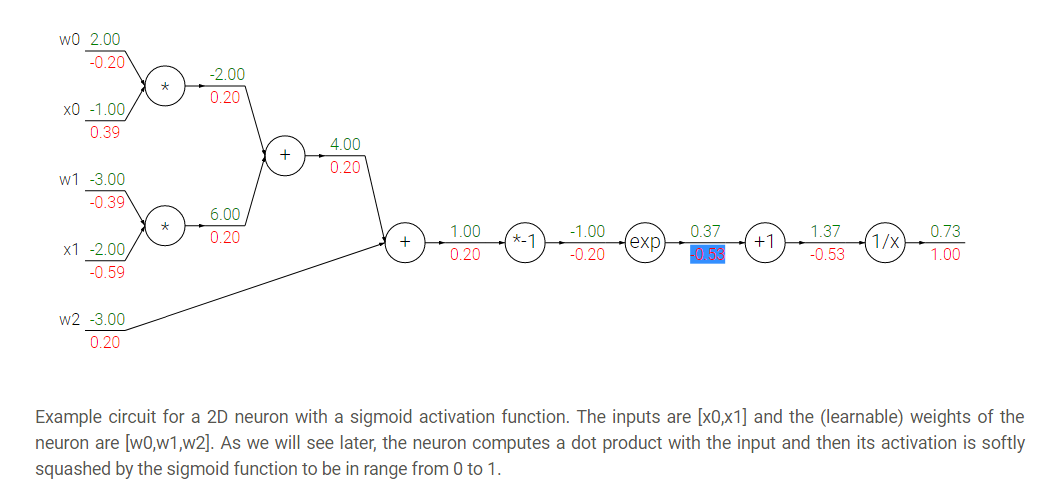 w0 2.00
-0.20
*
-2.00
0.20
x0 -1.00
0.39
+
4.00
0.20
w1 -3.00
-0.39
*
6.00
0.20
x1 -2.00
-0.59
+
1.00
0.20
*-1
-1.00
-0.20
exp
0.37
-0.53
+1
1.37
-0.53
1/x
0.73
1.00
w2 -3.00
0.20
Example circuit for a 2D neuron with a sigmoid activation function. The inputs are [x0,x1] and the (learnable) weights of the
neuron are [w0,w1,w2]. As we will see later, the neuron computes a dot product with the input and then its activation is softly
squashed by the sigmoid function to be in range from 0 to 1.